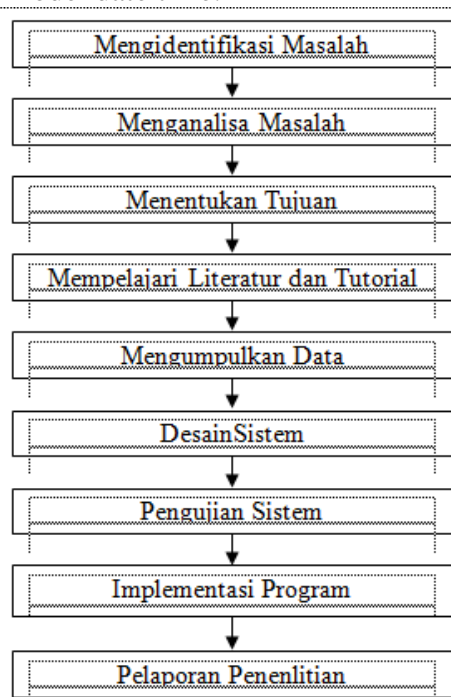 Mengidentifikasi Masalah
Menganalisa Masalah
Menentukan Tujuan
Mempelajari Literatur dan Tutorial
Mengumpulkan Data
DesainSistem
Pengujian Sistem
Implementasi Program
Pelaporan Penenlitian